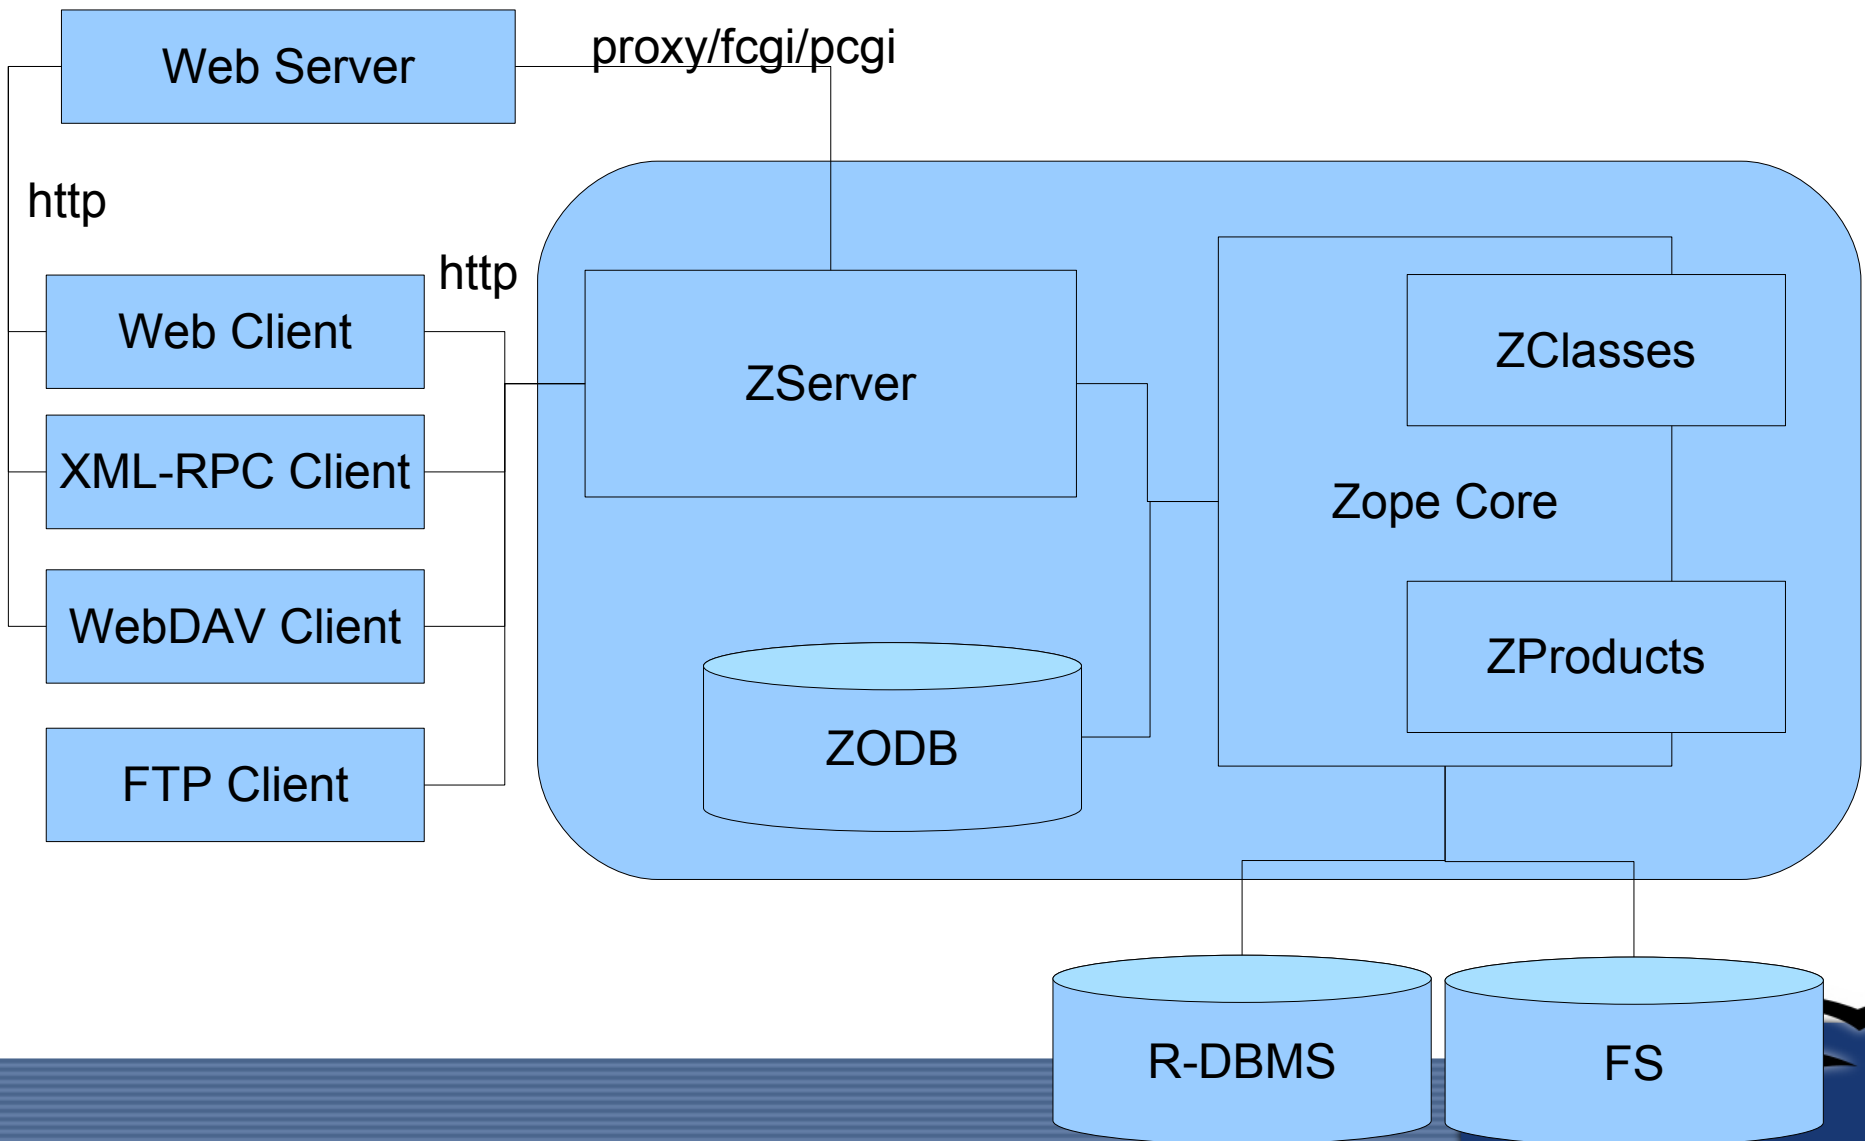 Web Server
proxy/fcgi/pcgi
http
http
Web Client
XML-RPC Client
WebDAV Client
FTP Client
ZServer
ZODB
Zope Core
ZClasses
ZProducts
R-DBMS
FS